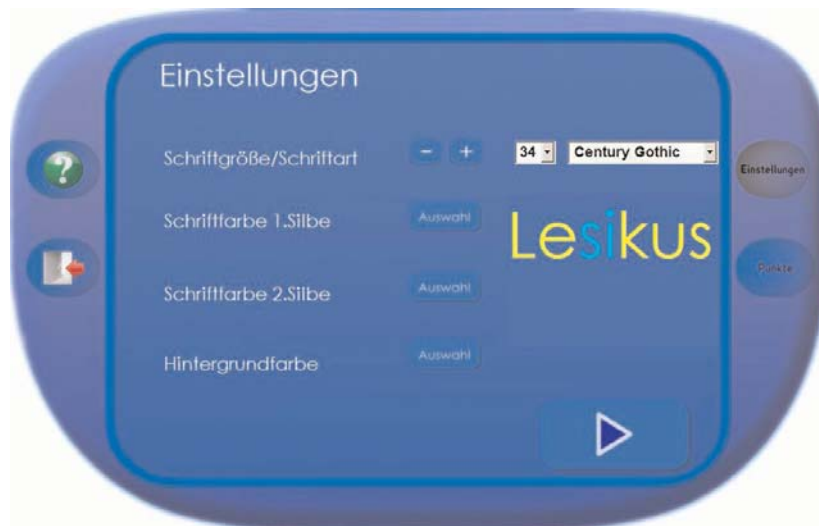 Einstellungen
Schriftgröße/Schriftart - + 34 Century Gothic
Einstellungen
Schriftfarbe 1.Silbe Auswahl
Lesikus
Punkte
Schriftfarbe 2.Silbe Auswahl
Hintergrundfarbe Auswahl